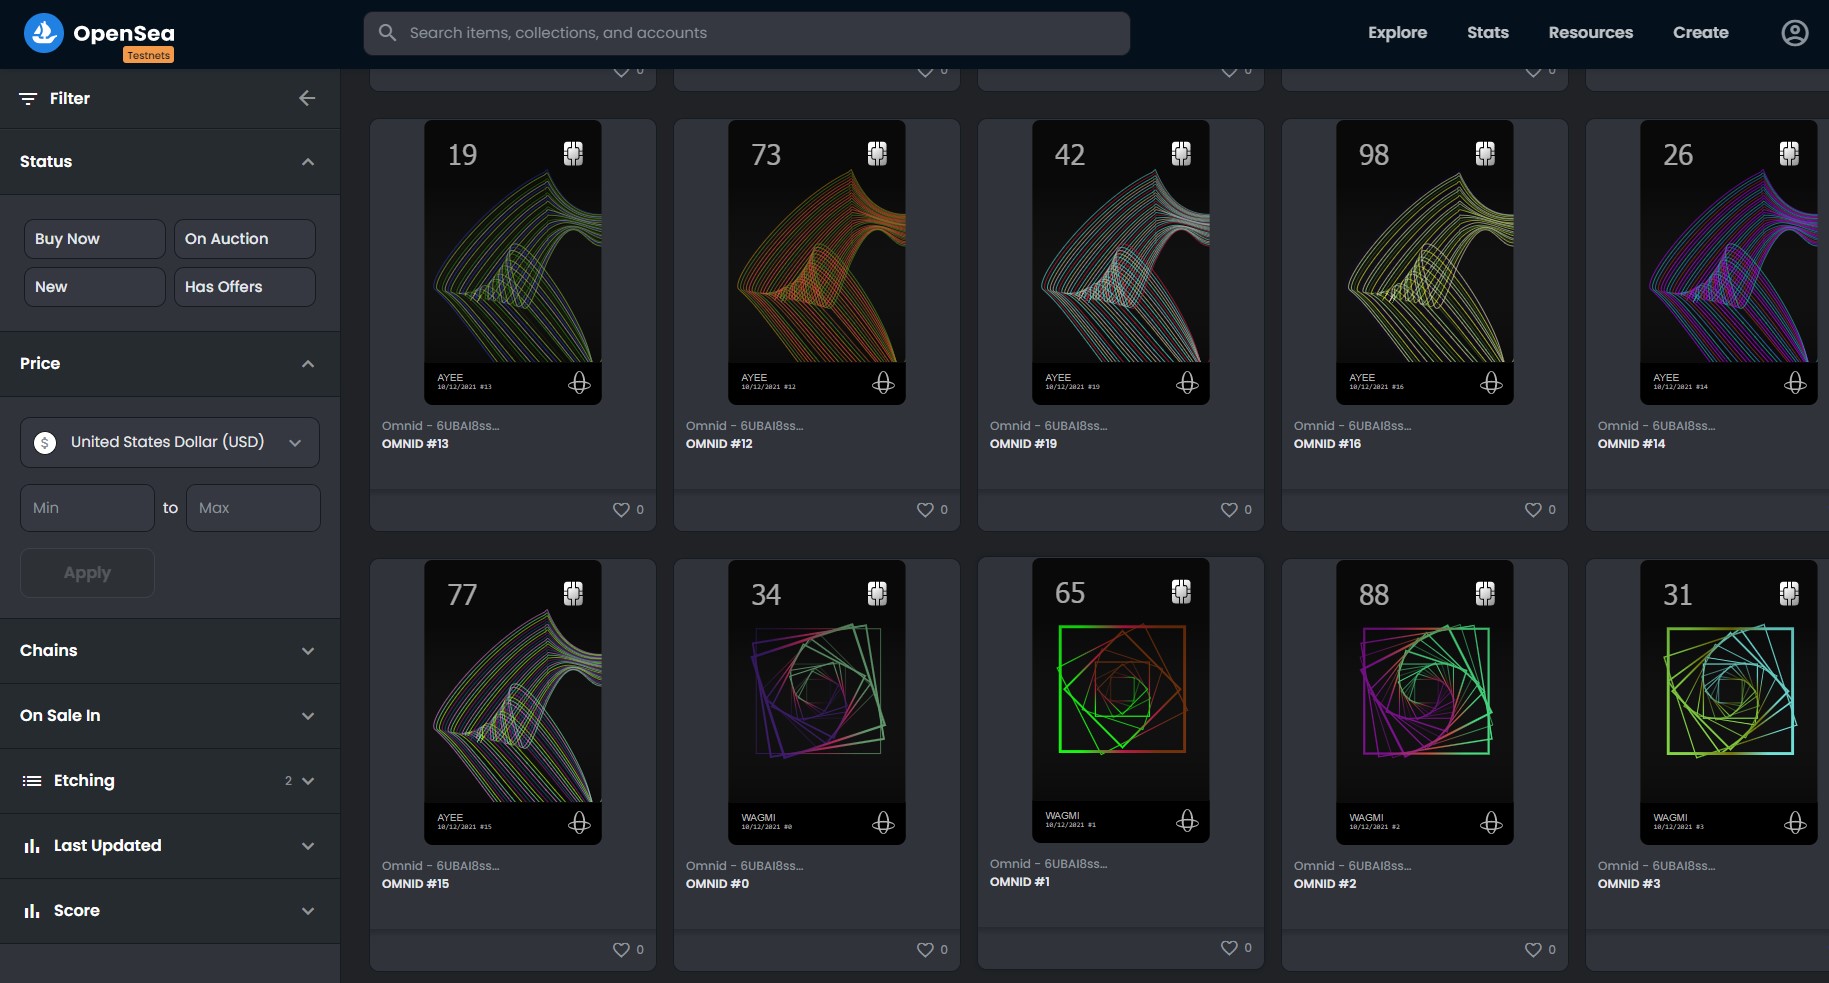 OpenSea
Testnets
Search items, collections, and accounts
Explore
Stats
Resources
Create
Filter
Status
Buy Now
On Auction
New
Has Offers
Price
$
United States Dollar (USD)
Min
to
Max
Apply
Chains
On Sale In
Etching
2
Last Updated
Score
0
0
0
0
19
AYEE
10/12/2021 #13
Omnid - 6UBAI8ss...
OMNID #13
0
73
AYEE
10/12/2021 #12
Omnid - 6UBAI8ss...
OMNID #12
0
42
AYEE
10/12/2021 #19
Omnid - 6UBAI8ss...
OMNID #19
0
98
AYEE
10/12/2021 #16
Omnid - 6UBAI8ss...
OMNID #16
0
26
AYEE
10/12/2021 #14
Omnid - 6UBAI8ss...
OMNID #14
77
AYEE
10/12/2021 #15
Omnid - 6UBAI8ss...
OMNID #15
0
34
WAGMI
10/12/2021 #0
Omnid - 6UBAI8ss...
OMNID #0
0
65
WAGMI
10/12/2021 #1
Omnid - 6UBAI8ss...
OMNID #1
0
88
WAGMI
10/12/2021 #2
Omnid - 6UBAI8ss...
OMNID #2
0
31
WAGMI
10/12/2021 #3
Omnid - 6UBAI8ss...
OMNID #3